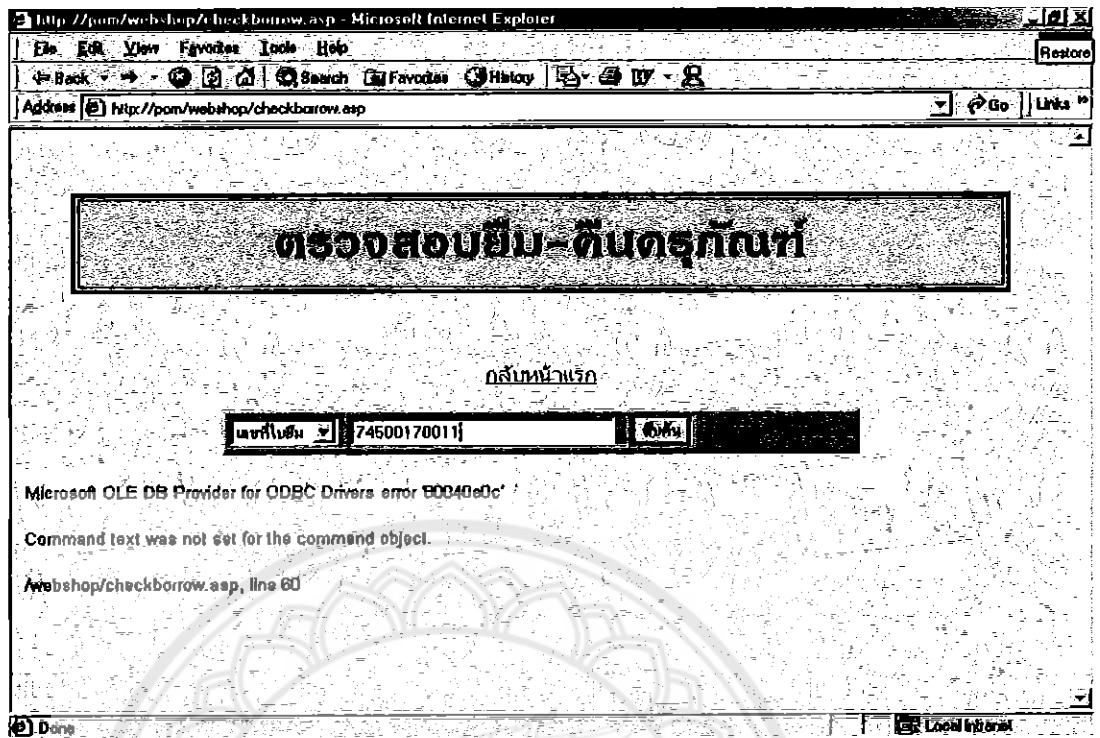 http://pom/webshop/checkborrow.asp - Microsoft Internet Explorer
File Edit View Favorites Tools Help
Restore
Back Search Favorites History
Address http://pom/webshop/checkborrow.asp Go Links »
ตรวจสอบยืม-คืนครุภัณฑ์
กลับหน้าแรก
เลขที่ใบยืม 74500170011 สืบค้น
Microsoft OLE DB Provider for ODBC Drivers error '80040e0c'
Command text was not set for the command object.
/webshop/checkborrow.asp, line 60
Done Local intranet